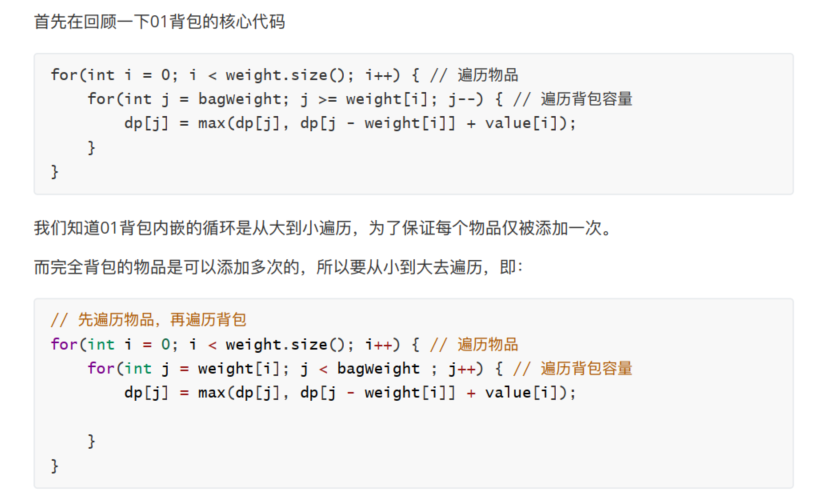 首先在回顾一下01背包的核心代码
for(int i = 0; i < weight.size(); i++) { // 遍历物品
    for(int j = bagWeight; j >= weight[i]; j--) { // 遍历背包容量
        dp[j] = max(dp[j], dp[j - weight[i]] + value[i]);
    }
}
我们知道01背包内嵌的循环是从大到小遍历，为了保证每个物品仅被添加一次。
而完全背包的物品是可以添加多次的，所以要从小到大去遍历，即：
// 先遍历物品，再遍历背包
for(int i = 0; i < weight.size(); i++) { // 遍历物品
    for(int j = weight[i]; j < bagWeight ; j++) { // 遍历背包容量
        dp[j] = max(dp[j], dp[j - weight[i]] + value[i]);
    }
}